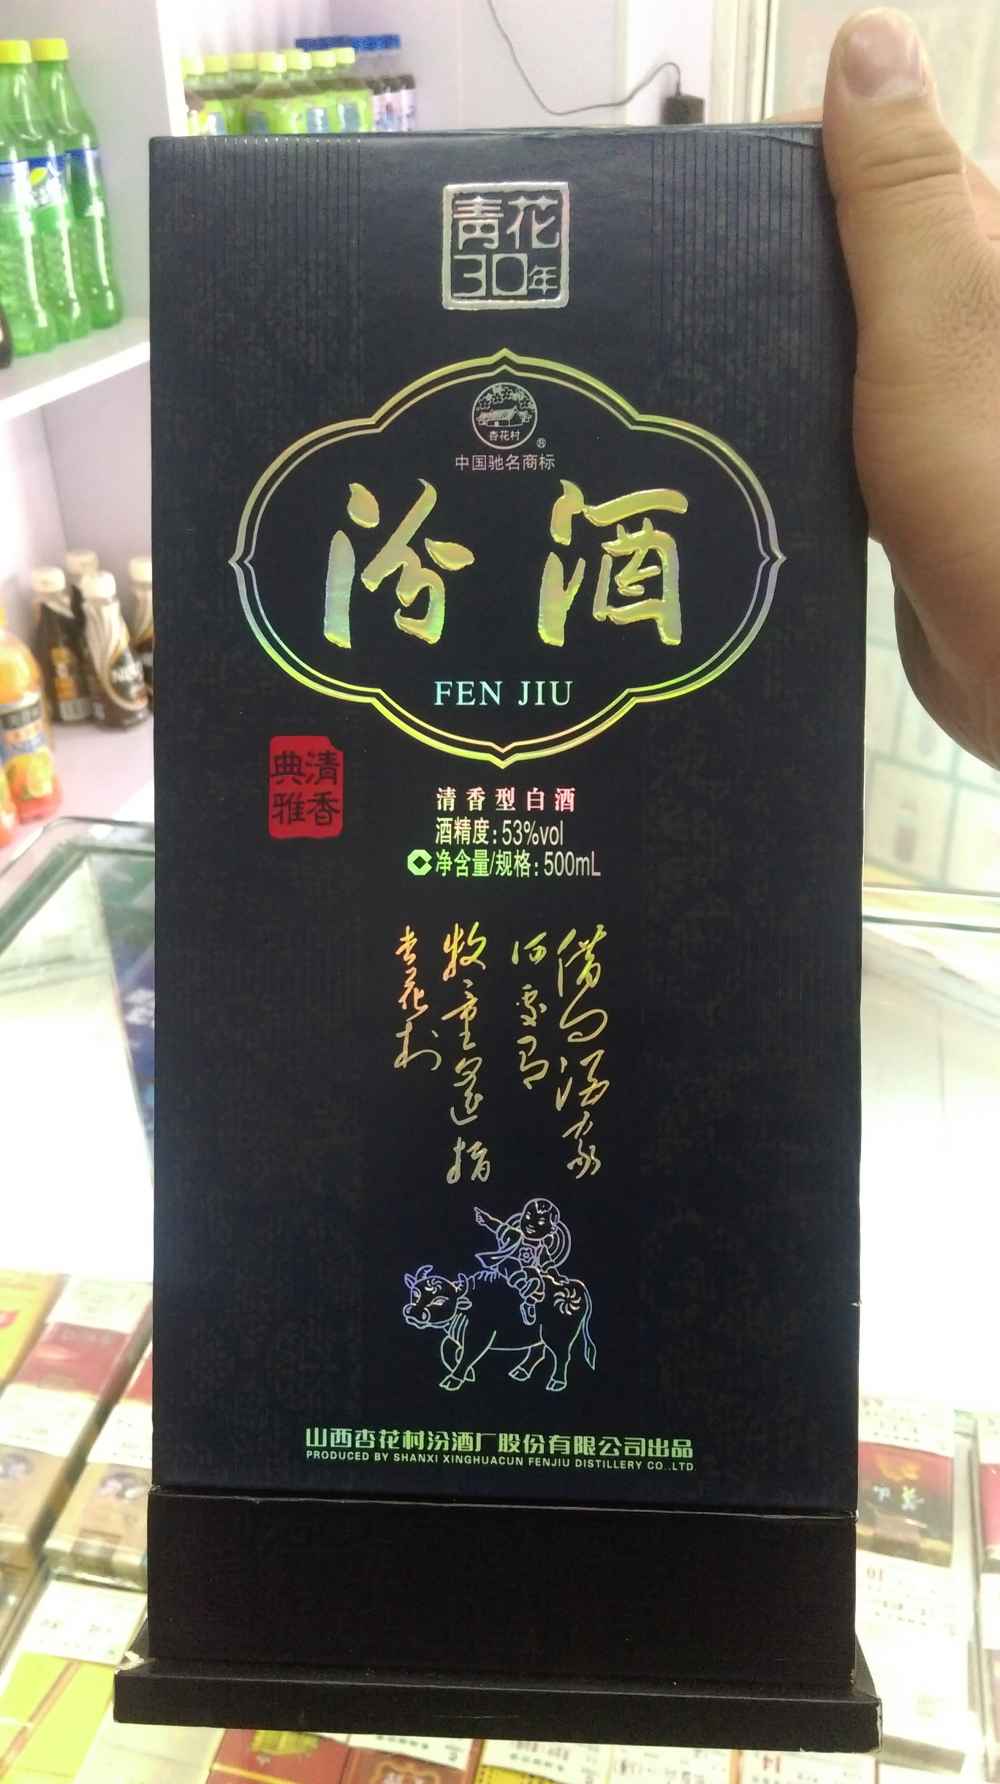 青花
30年
杏花村
®
中国驰名商标
汾酒
FEN JIU
清香
典雅
清香型白酒
酒精度:53%vol
净含量/规格:500mL
借问酒家
何处有
牧童遥指
杏花村
山西杏花村汾酒厂股份有限公司出品
PRODUCED BY SHANXI XINGHUACUN FENJIU DISTILLERY CO.,LTD